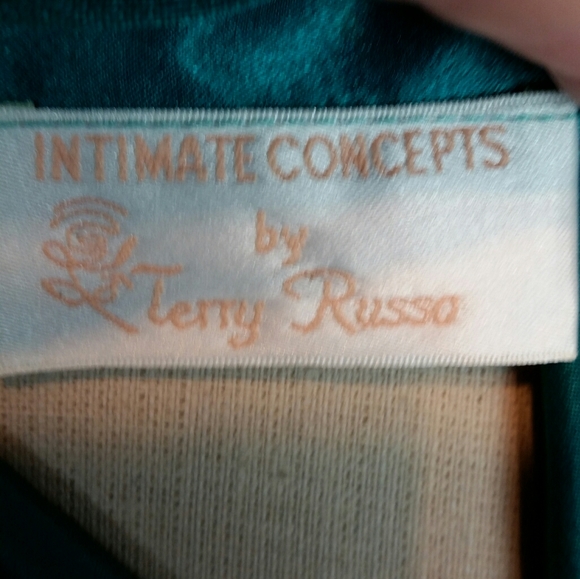 INTIMATE CONCEPTS
by
Terry Russo